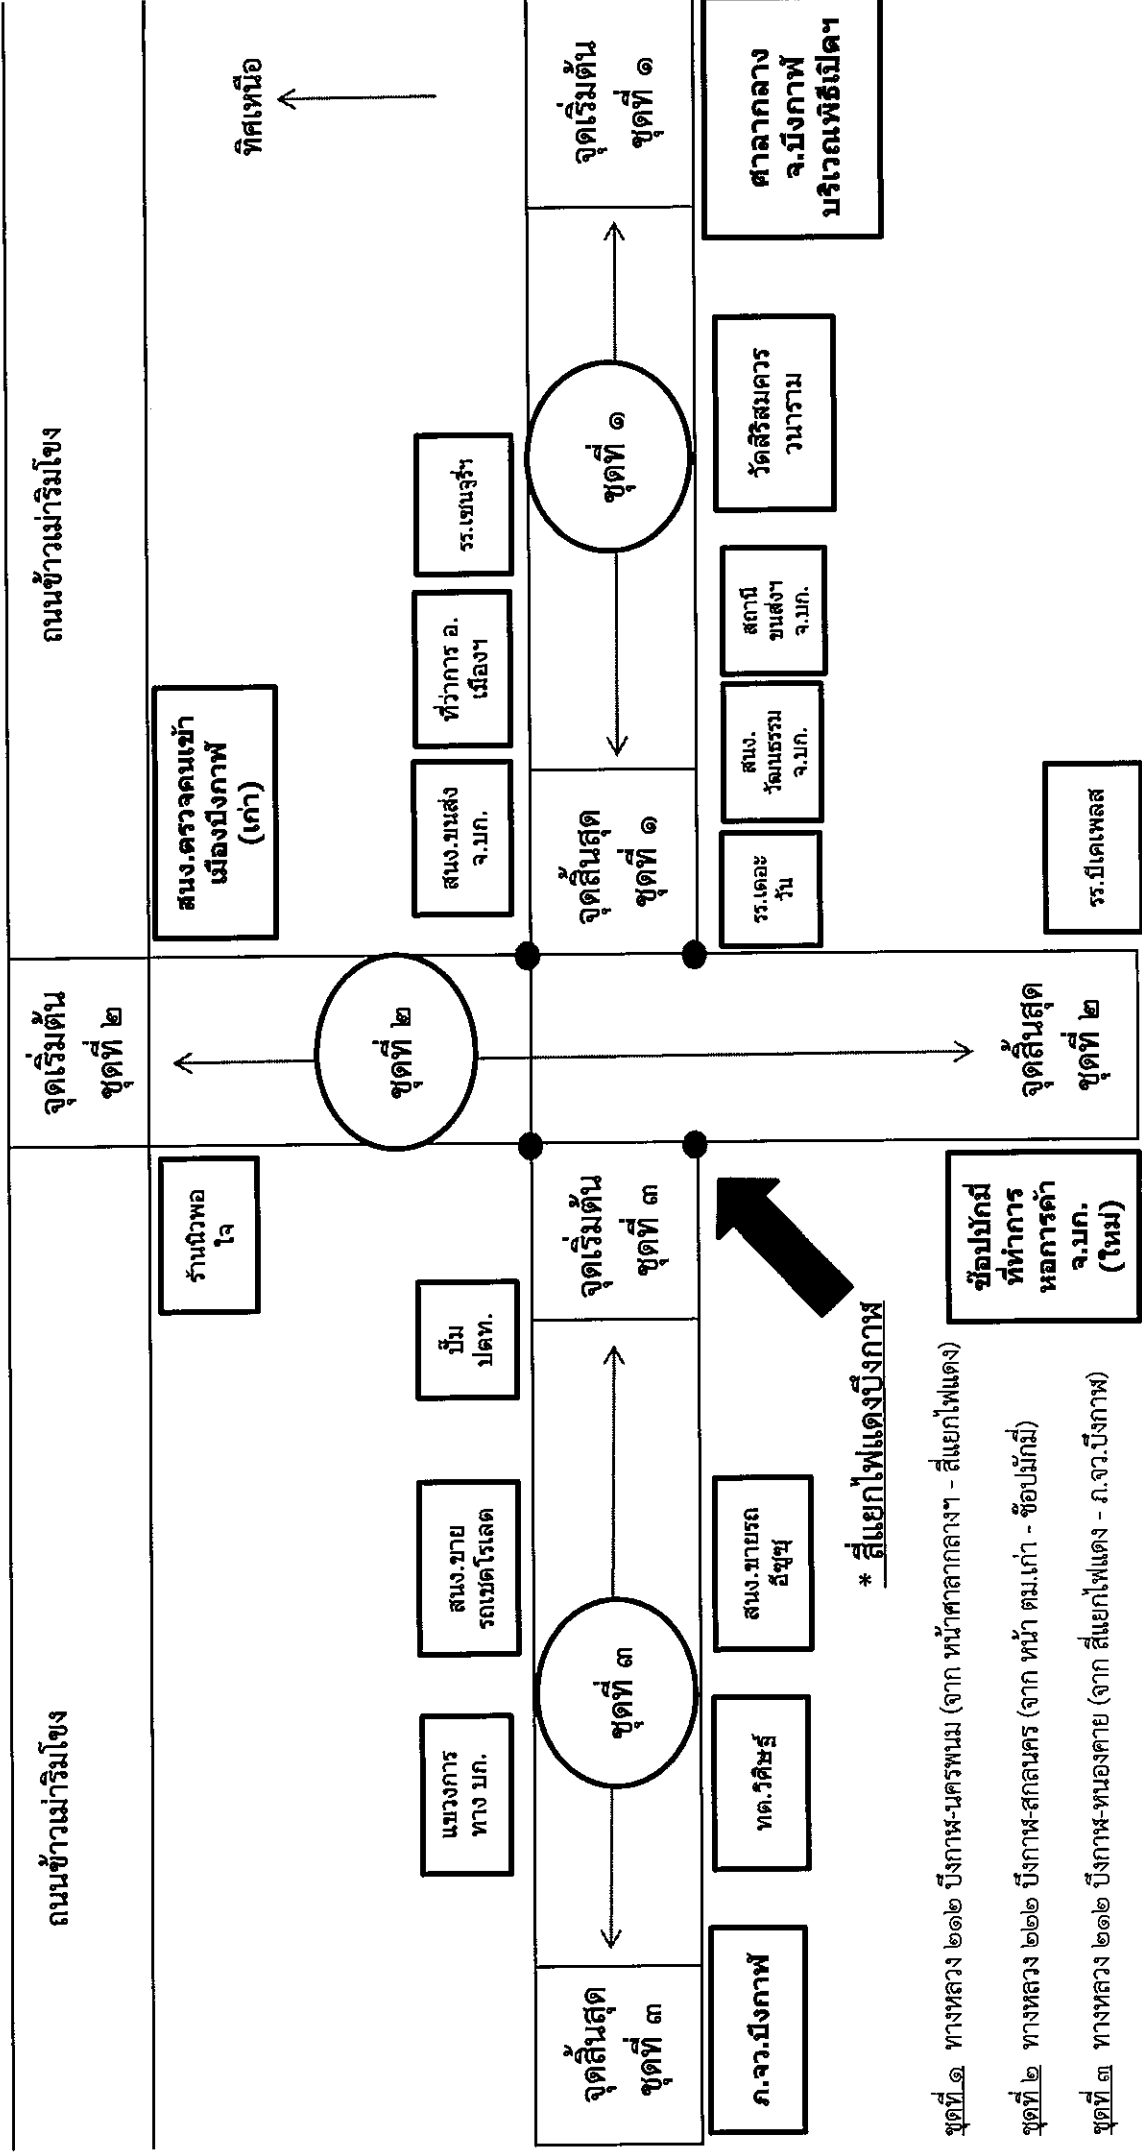 ถนนข้าวเม่าริมโขง
ถนนข้าวเม่าริมโขง
ทิศเหนือ
จุดเริ่มต้น
ชุดที่ ๒
ร้านนิวพอ
ใจ
สนง.ตรวจคนเข้า
เมืองบึงกาฬ
(เก่า)
ชุดที่ ๒
แขวงการ
ทาง บก.
สนง.ขาย
รถเชตโรเลต
ปั๊ม
ปตท.
สนง.ขนส่ง
จ.บก.
ที่ว่าการ อ.
เมืองฯ
รร.เซนจูรี่ฯ
จุดสิ้นสุด
ชุดที่ ๓
ชุดที่ ๓
จุดเริ่มต้น
ชุดที่ ๓
จุดสิ้นสุด
ชุดที่ ๑
ชุดที่ ๑
จุดเริ่มต้น
ชุดที่ ๑
ภ.จว.บึงกาฬ
ทต.วิศิษฐ์
สนง.ขายรถ
อีซูซุ
รร.เดอะ
วัน
สนง.
วัฒนธรรม
จ.บก.
สถานี
ขนส่งฯ
จ.บก.
วัดสิริสมควร
วนาราม
ศาลากลาง
จ.บึงกาฬ
บริเวณพิธีเปิดฯ
* สี่แยกไฟแดงบึงกาฬ
ช๊อปบักมี่
ที่ทำการ
หอการค้า
จ.บก.
(ใหม่)
จุดสิ้นสุด
ชุดที่ ๒
รร.บีเคเพลส
ชุดที่ ๑ ทางหลวง ๒๑๒ บึงกาฬ-นครพนม (จาก หน้าศาลากลางฯ - สี่แยกไฟแดง)
ชุดที่ ๒ ทางหลวง ๒๒๒ บึงกาฬ-สกลนคร (จาก หน้า ตม.เก่า - ช๊อปมักมี่)
ชุดที่ ๓ ทางหลวง ๒๑๒ บึงกาฬ-หนองคาย (จาก สี่แยกไฟแดง - ภ.จว.บึงกาฬ)